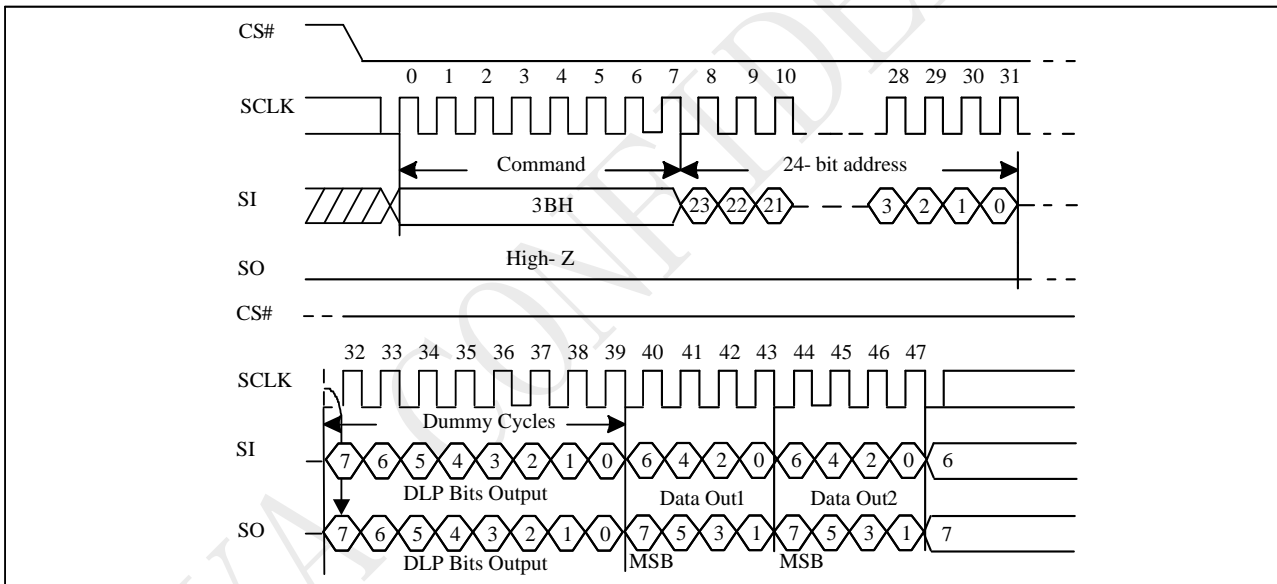 CS#
0 1 2 3 4 5 6 7 8 9 10 28 29 30 31
SCLK
Command 24- bit address
SI 3BH 23 22 21 3 2 1 0
High- Z
SO
CS#
32 33 34 35 36 37 38 39 40 41 42 43 44 45 46 47
SCLK
Dummy Cycles
SI 7 6 5 4 3 2 1 0 6 4 2 0 6 4 2 0 6
DLP Bits Output Data Out1 Data Out2
SO 7 6 5 4 3 2 1 0 7 5 3 1 7 5 3 1 7
DLP Bits Output MSB MSB